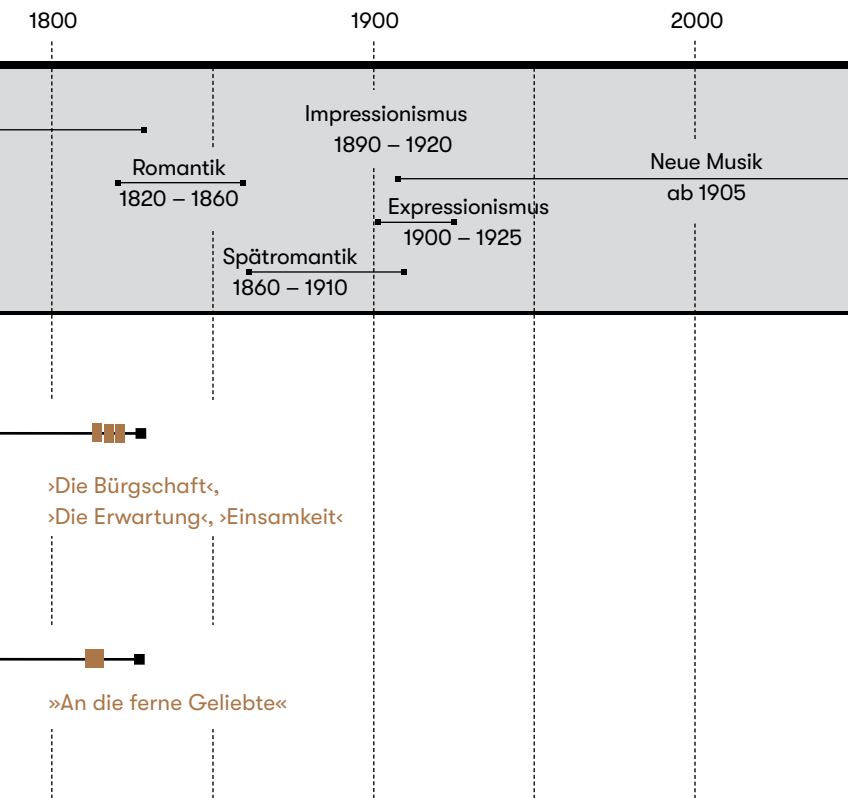 1800 1900 2000
Impressionismus
1890 – 1920
Romantik
1820 – 1860
Neue Musik
ab 1905
Expressionismus
1900 – 1925
Spätromantik
1860 – 1910
›Die Bürgschaft‹,
›Die Erwartung‹, ›Einsamkeit‹
»An die ferne Geliebte«